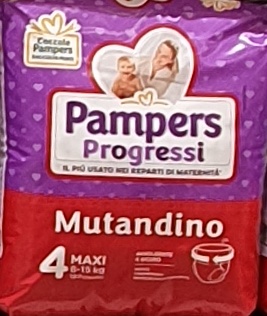 Coccole
Pampers
Pampers
Progressi
IL PIÙ USATO NEI REPARTI DI MATERNITÀ*
Mutandino
4 MAXI
8-15 kg